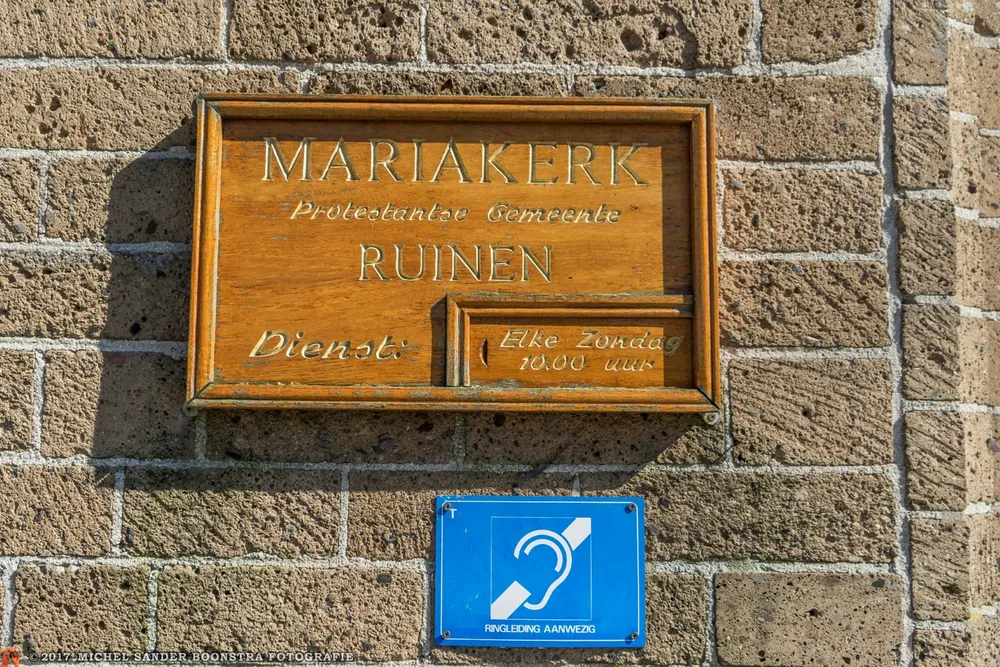 MARIAKERK
Protestantse Gemeente
RUINEN
Dienst:
Elke Zondag
10.00 uur
T
RINGLEIDING AANWEZIG
©2017 MICHEL SANDER BOONSTRA FOTOGRAFIE